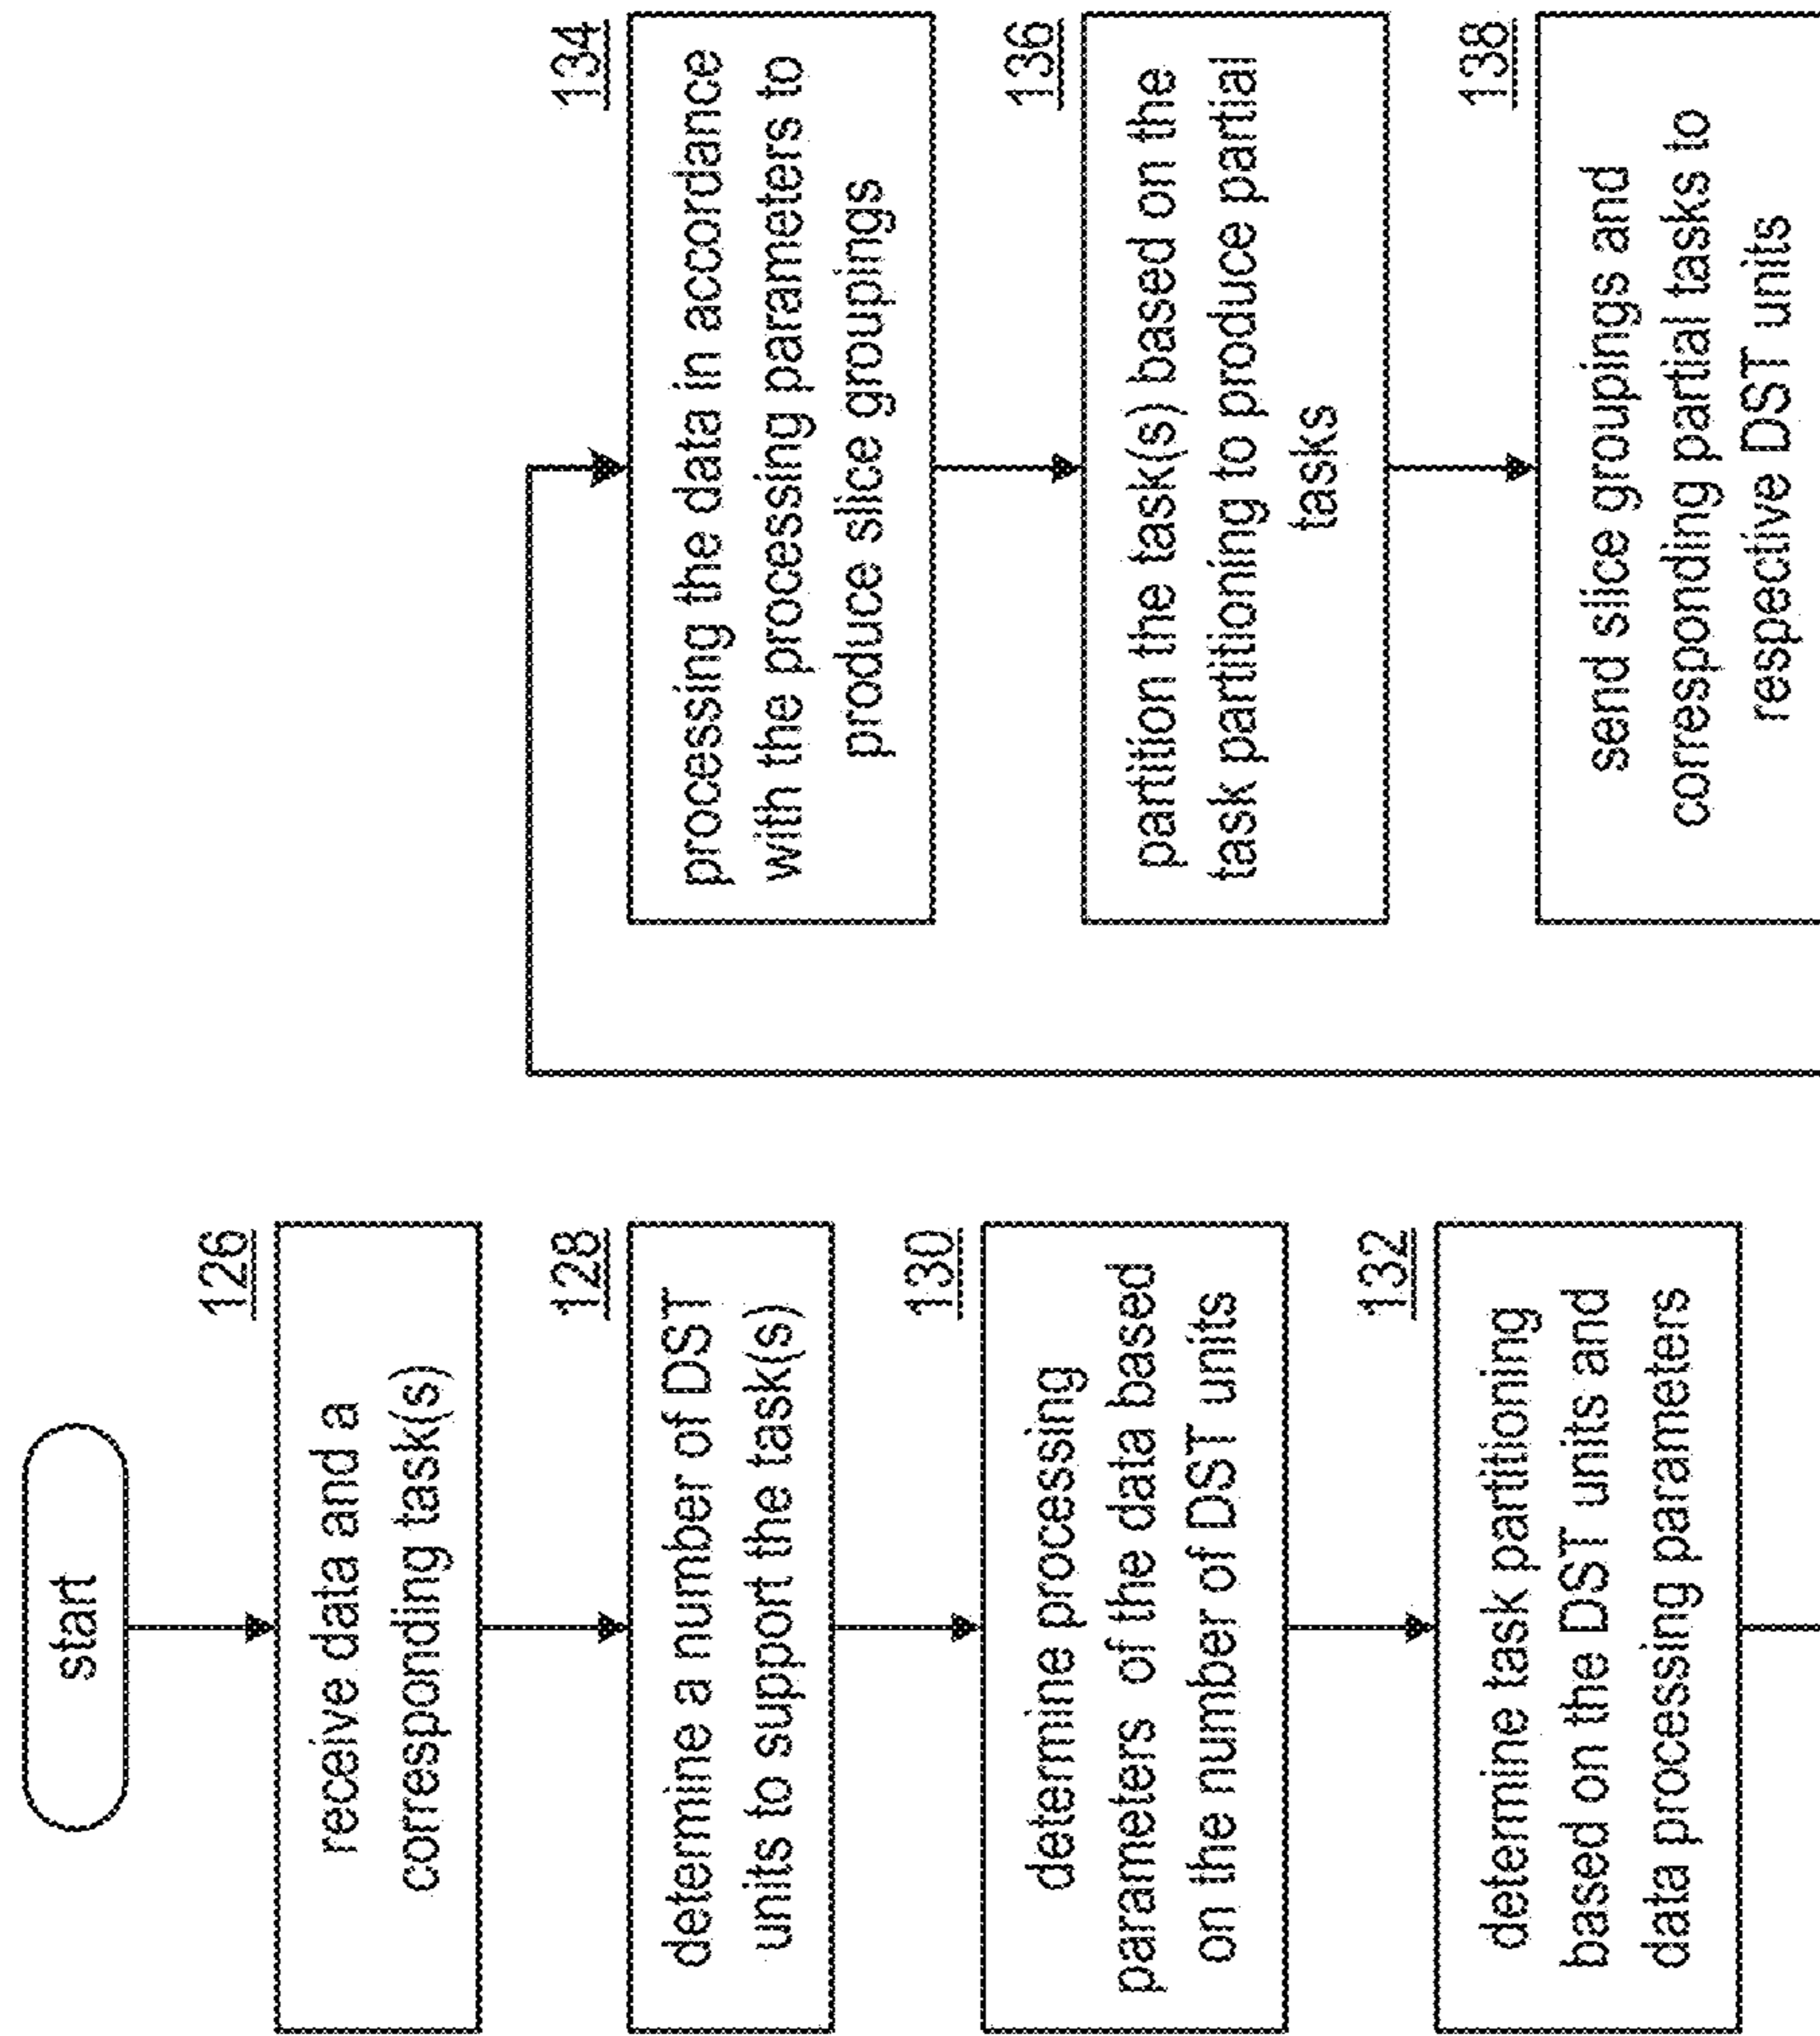 start
126
receive data and a
corresponding task(s)
128
determine a number of DST
units to support the task(s)
130
determine processing
parameters of the data based
on the number of DST units
132
determine task partitioning
based on the DST units and
data processing parameters
134
processing the data in accordance
with the processing parameters to
produce slice groupings
136
partition the task(s) based on the
task partitioning to produce partial
tasks
138
send slice groupings and
corresponding partial tasks to
respective DST units